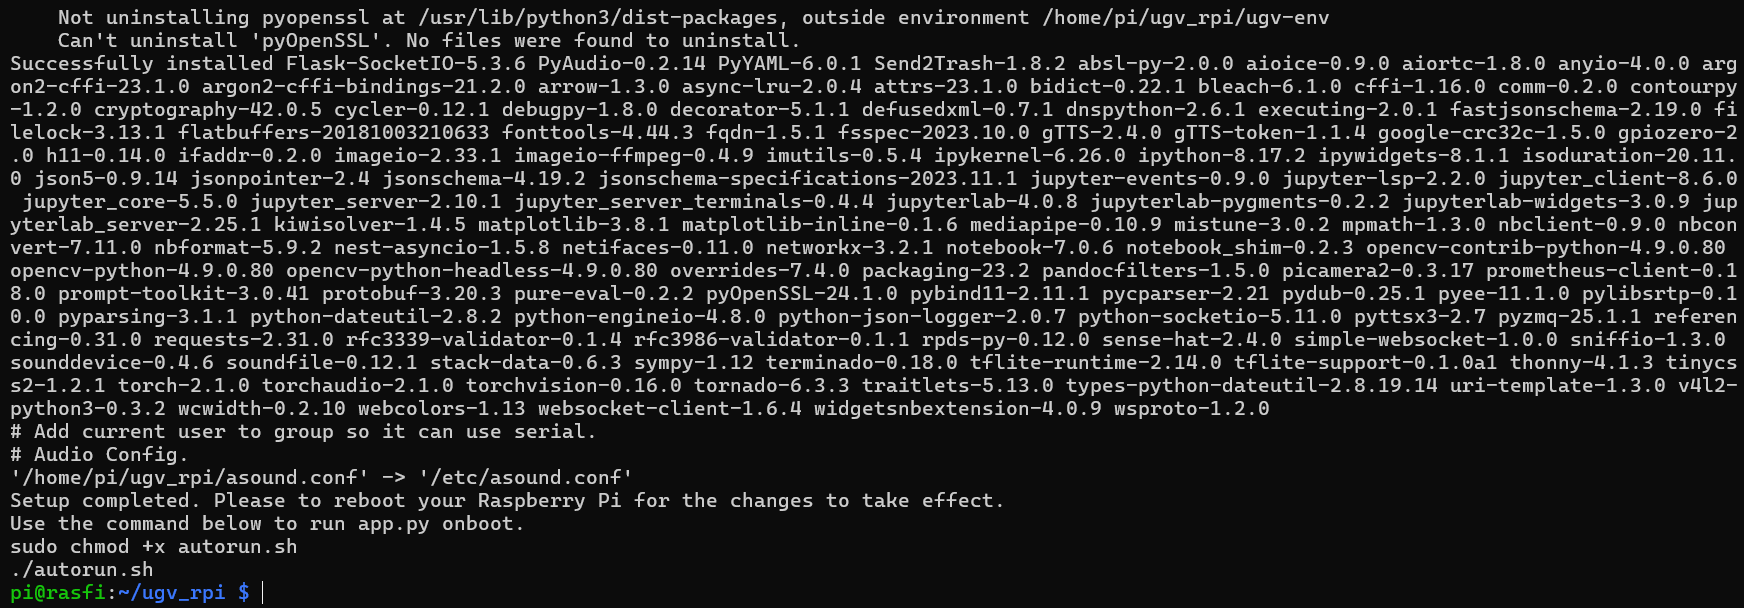 Not uninstalling pyopenssl at /usr/lib/python3/dist-packages, outside environment /home/pi/ugv_rpi/ugv-env
    Can't uninstall 'pyOpenSSL'. No files were found to uninstall.
Successfully installed Flask-SocketIO-5.3.6 PyAudio-0.2.14 PyYAML-6.0.1 Send2Trash-1.8.2 absl-py-2.0.0 aioice-0.9.0 aiortc-1.8.0 anyio-4.0.0 arg
on2-cffi-23.1.0 argon2-cffi-bindings-21.2.0 arrow-1.3.0 async-lru-2.0.4 attrs-23.1.0 bidict-0.22.1 bleach-6.1.0 cffi-1.16.0 comm-0.2.0 contourpy
-1.2.0 cryptography-42.0.5 cycler-0.12.1 debugpy-1.8.0 decorator-5.1.1 defusedxml-0.7.1 dnspython-2.6.1 executing-2.0.1 fastjsonschema-2.19.0 fi
lelock-3.13.1 flatbuffers-20181003210633 fonttools-4.44.3 fqdn-1.5.1 fsspec-2023.10.0 gTTS-2.4.0 gTTS-token-1.1.4 google-crc32c-1.5.0 gpiozero-2
.0 h11-0.14.0 ifaddr-0.2.0 imageio-2.33.1 imageio-ffmpeg-0.4.9 imutils-0.5.4 ipykernel-6.26.0 ipython-8.17.2 ipywidgets-8.1.1 isoduration-20.11.
0 json5-0.9.14 jsonpointer-2.4 jsonschema-4.19.2 jsonschema-specifications-2023.11.1 jupyter-events-0.9.0 jupyter-lsp-2.2.0 jupyter_client-8.6.0
 jupyter_core-5.5.0 jupyter_server-2.10.1 jupyter_server_terminals-0.4.4 jupyterlab-4.0.8 jupyterlab-pygments-0.2.2 jupyterlab-widgets-3.0.9 jup
yterlab_server-2.25.1 kiwisolver-1.4.5 matplotlib-3.8.1 matplotlib-inline-0.1.6 mediapipe-0.10.9 mistune-3.0.2 mpmath-1.3.0 nbclient-0.9.0 nbcon
vert-7.11.0 nbformat-5.9.2 nest-asyncio-1.5.8 netifaces-0.11.0 networkx-3.2.1 notebook-7.0.6 notebook_shim-0.2.3 opencv-contrib-python-4.9.0.80
opencv-python-4.9.0.80 opencv-python-headless-4.9.0.80 overrides-7.4.0 packaging-23.2 pandocfilters-1.5.0 picamera2-0.3.17 prometheus-client-0.1
8.0 prompt-toolkit-3.0.41 protobuf-3.20.3 pure-eval-0.2.2 pyOpenSSL-24.1.0 pybind11-2.11.1 pycparser-2.21 pydub-0.25.1 pyee-11.1.0 pylibsrtp-0.1
0.0 pyparsing-3.1.1 python-dateutil-2.8.2 python-engineio-4.8.0 python-json-logger-2.0.7 python-socketio-5.11.0 pyttsx3-2.7 pyzmq-25.1.1 referen
cing-0.31.0 requests-2.31.0 rfc3339-validator-0.1.4 rfc3986-validator-0.1.1 rpds-py-0.12.0 sense-hat-2.4.0 simple-websocket-1.0.0 sniffio-1.3.0
sounddevice-0.4.6 soundfile-0.12.1 stack-data-0.6.3 sympy-1.12 terminado-0.18.0 tflite-runtime-2.14.0 tflite-support-0.1.0a1 thonny-4.1.3 tinycs
s2-1.2.1 torch-2.1.0 torchaudio-2.1.0 torchvision-0.16.0 tornado-6.3.3 traitlets-5.13.0 types-python-dateutil-2.8.19.14 uri-template-1.3.0 v4l2-
python3-0.3.2 wcwidth-0.2.10 webcolors-1.13 websocket-client-1.6.4 widgetsnbextension-4.0.9 wsproto-1.2.0
# Add current user to group so it can use serial.
# Audio Config.
'/home/pi/ugv_rpi/asound.conf' -> '/etc/asound.conf'
Setup completed. Please to reboot your Raspberry Pi for the changes to take effect.
Use the command below to run app.py onboot.
sudo chmod +x autorun.sh
./autorun.sh
pi@rasfi:~/ugv_rpi $